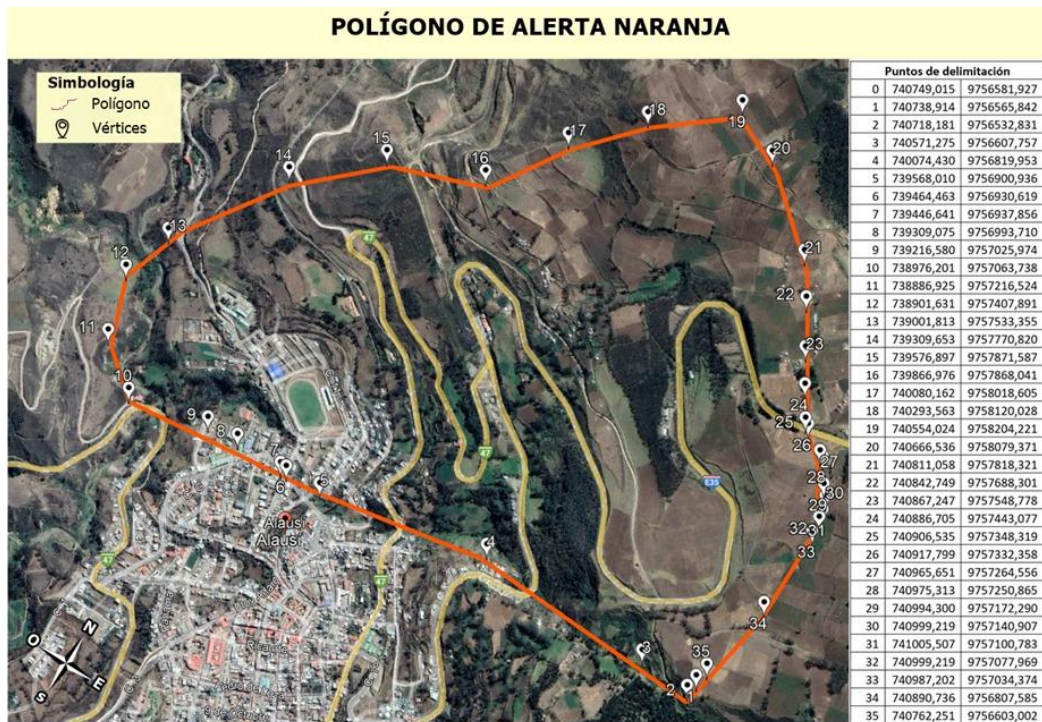 POLÍGONO DE ALERTA NARANJA
Simbología
Polígono
Vértices
Puntos de delimitación
0 740749,015 9756581,927
1 740738,914 9756565,842
2 740718,181 9756532,831
3 740571,275 9756607,757
4 740074,430 9756819,953
5 739568,010 9756900,936
6 739464,463 9756930,619
7 739446,641 9756937,856
8 739309,075 9756993,710
9 739216,580 9757025,974
10 738976,201 9757063,738
11 738886,925 9757216,524
12 738901,631 9757407,891
13 739001,813 9757533,355
14 739309,653 9757770,820
15 739576,897 9757871,587
16 739866,976 9757868,041
17 740080,162 9758018,605
18 740293,563 9758120,028
19 740554,024 9758204,221
20 740666,536 9758079,371
21 740811,058 9757818,321
22 740842,749 9757688,301
23 740867,247 9757548,778
24 740886,705 9757443,077
25 740906,535 9757348,319
26 740917,799 9757332,358
27 740965,651 9757264,556
28 740975,313 9757250,865
29 740994,300 9757172,290
30 740999,219 9757140,907
31 741005,507 9757100,783
32 740999,219 9757077,969
33 740987,202 9757034,374
34 740890,736 9756807,585
35 740762,251 9756603,002
18
19
17
15
20
16
14
13
47
12
21
22
11
23
10
24
9
25
8
26
47
27
7
6
5
28
E35
30
29
Alausi
Alausi
32
31
33
4
47
47
34
3
35
2
N
O
E
S